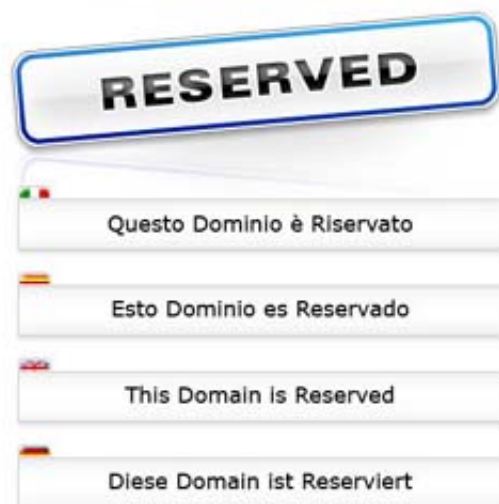 RESERVED
Questo Dominio è Riservato
Esto Dominio es Reservado
This Domain is Reserved
Diese Domain ist Reserviert